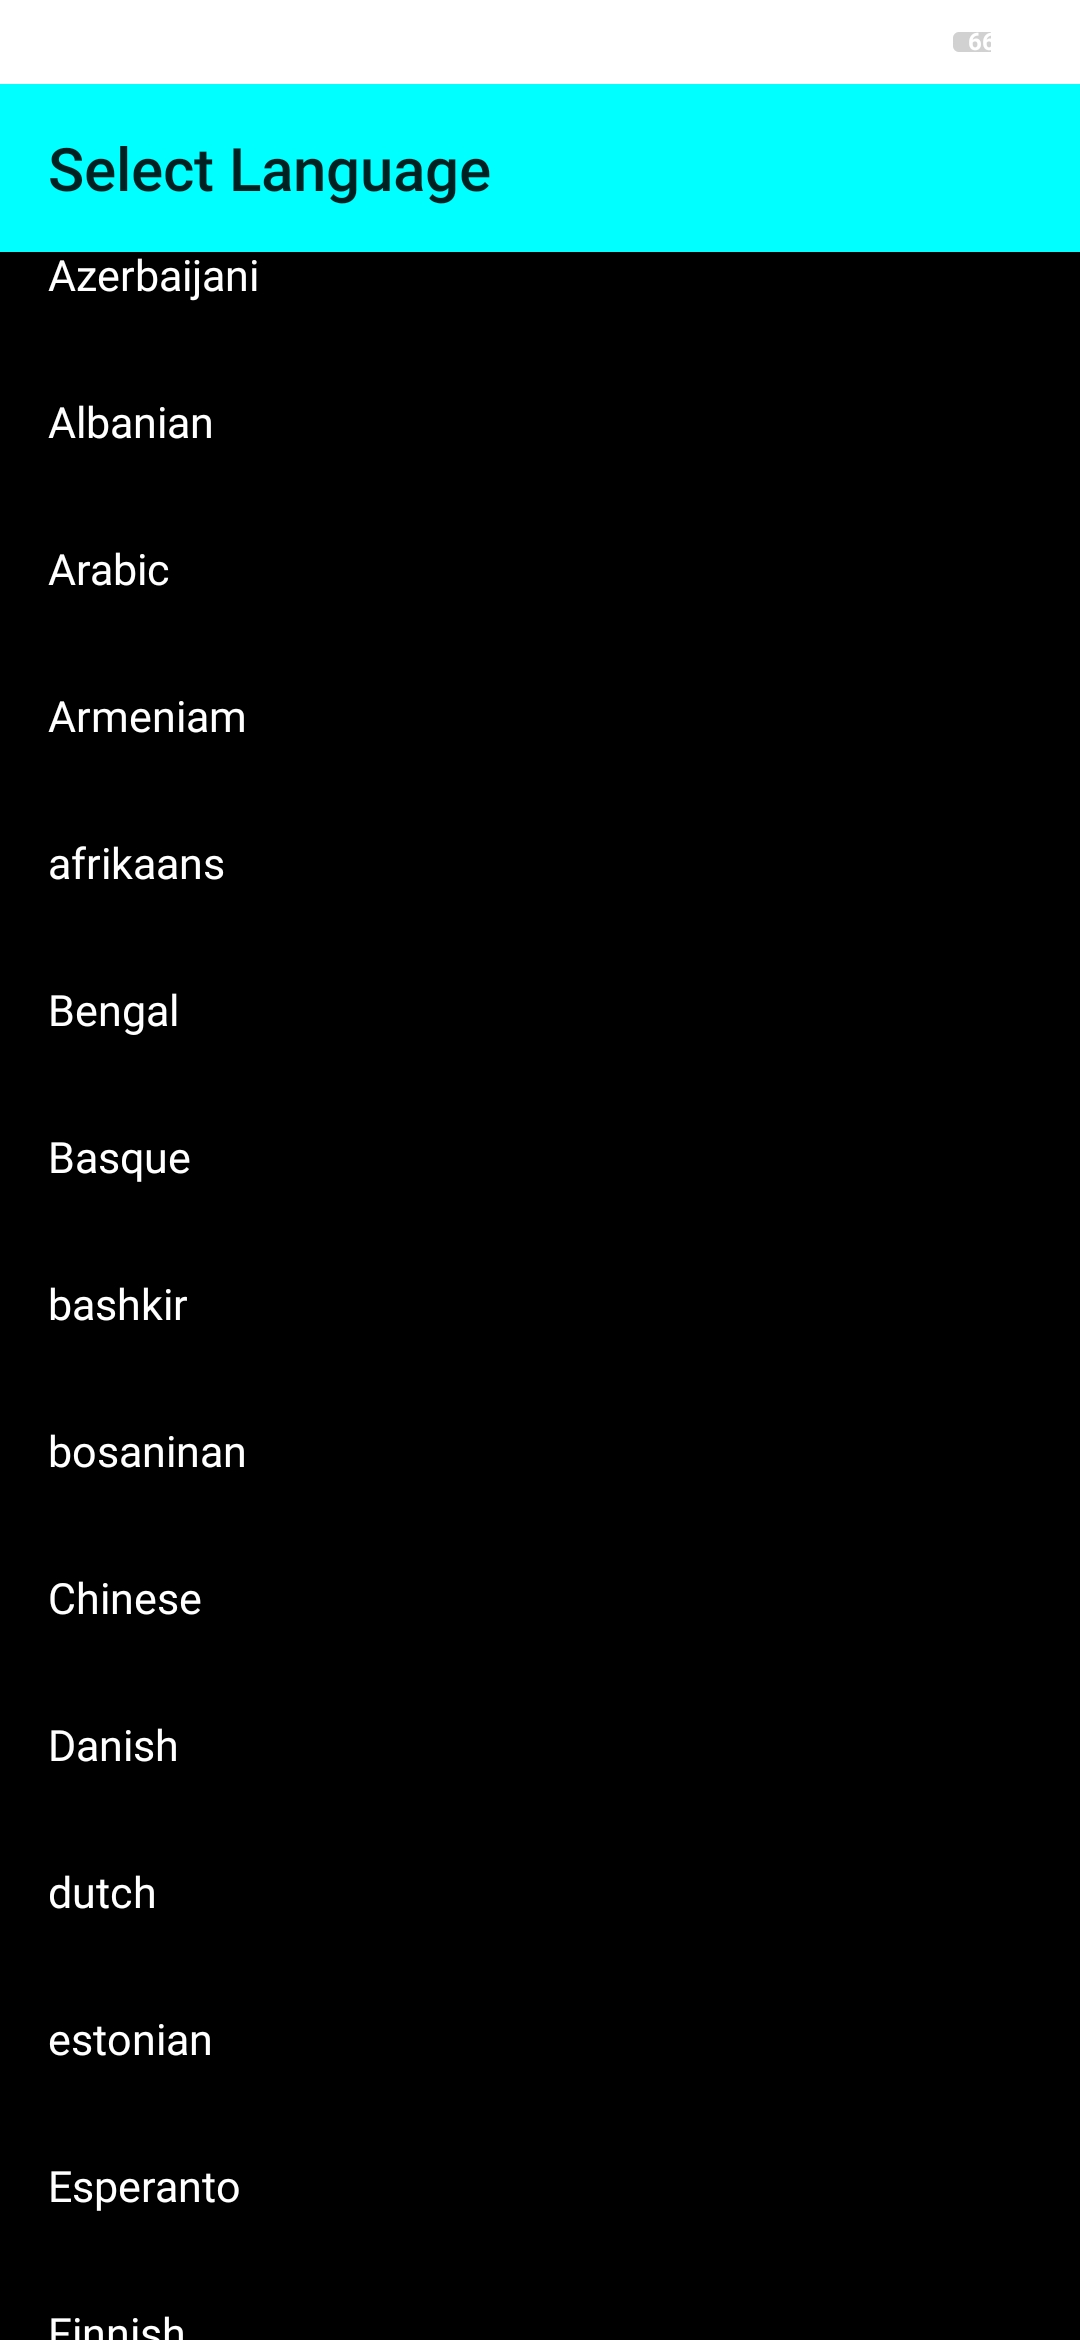 66
Select Language
Azerbaijani
Albanian
Arabic
Armeniam
afrikaans
Bengal
Basque
bashkir
bosaninan
Chinese
Danish
dutch
estonian
Esperanto
Finnish